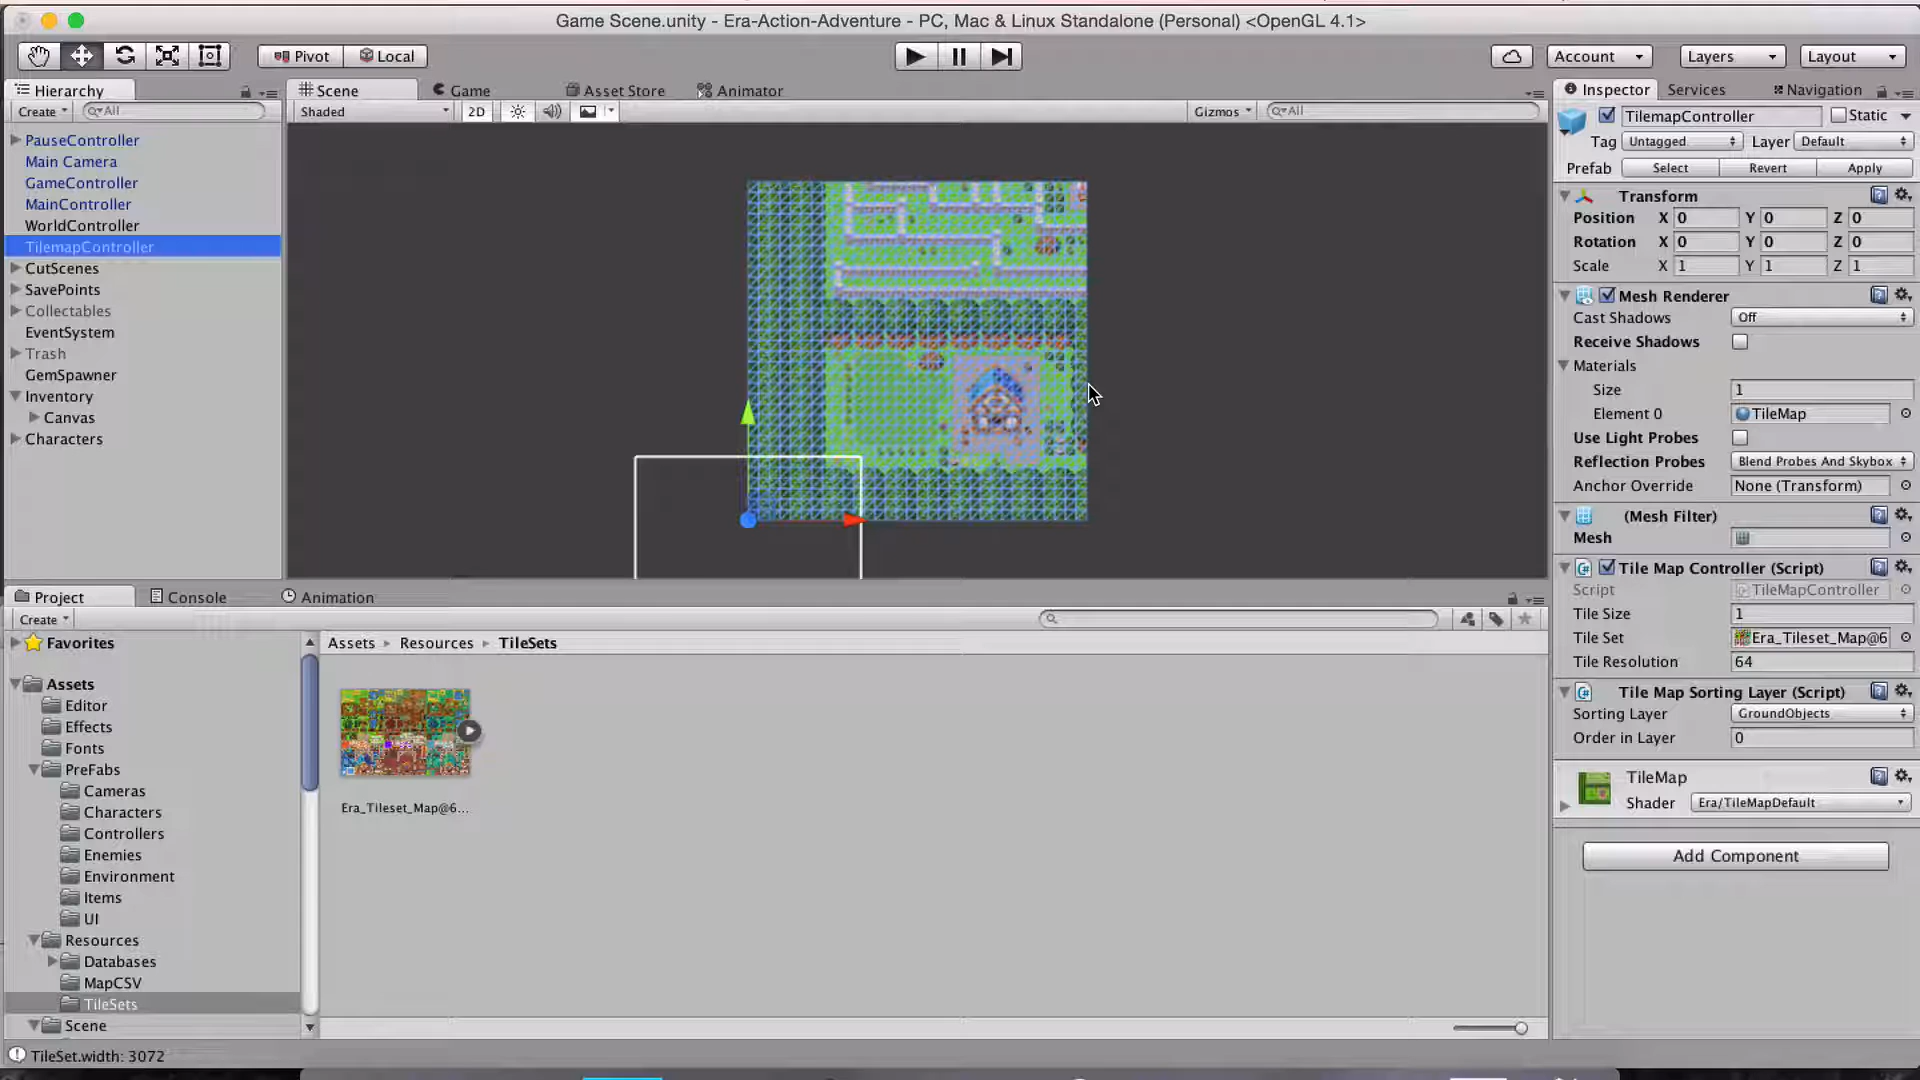 Game Scene.unity - Era-Action-Adventure - PC, Mac & Linux Standalone (Personal) <OpenGL 4.1>
Pivot Local Account Layers Layout
Hierarchy
Create All
PauseController
Main Camera
GameController
MainController
WorldController
TilemapController
CutScenes
SavePoints
Collectables
EventSystem
Trash
GemSpawner
Inventory
Canvas
Characters
Scene Game Asset Store Animator
Shaded 2D Gizmos All
Inspector Services Navigation
TilemapController Static
Tag Untagged Layer Default
Prefab Select Revert Apply
Transform
Position X 0 Y 0 Z 0
Rotation X 0 Y 0 Z 0
Scale X 1 Y 1 Z 1
Mesh Renderer
Cast Shadows Off
Receive Shadows
Materials
Size 1
Element 0 TileMap
Use Light Probes
Reflection Probes Blend Probes And Skybox
Anchor Override None (Transform)
(Mesh Filter)
Mesh
Tile Map Controller (Script)
Script TileMapController
Tile Size 1
Tile Set Era_Tileset_Map@6
Tile Resolution 64
Tile Map Sorting Layer (Script)
Sorting Layer GroundObjects
Order in Layer 0
TileMap
Shader Era/TileMapDefault
Add Component
Project Console Animation
Create
Favorites
Assets
Editor
Effects
Fonts
PreFabs
Cameras
Characters
Controllers
Enemies
Environment
Items
UI
Resources
Databases
MapCSV
TileSets
Scene
Assets Resources TileSets
Era_Tileset_Map@6...
TileSet.width: 3072